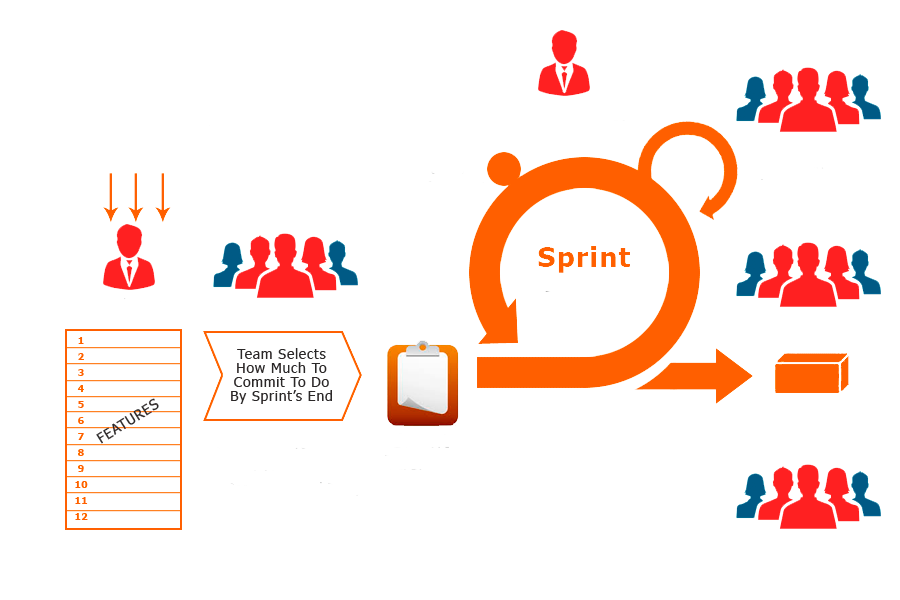 Sprint
1
2
3
4
5
6
7
8
9
10
11
12
FEATURES
Team Selects
How Much To
Commit To Do
By Sprint’s End